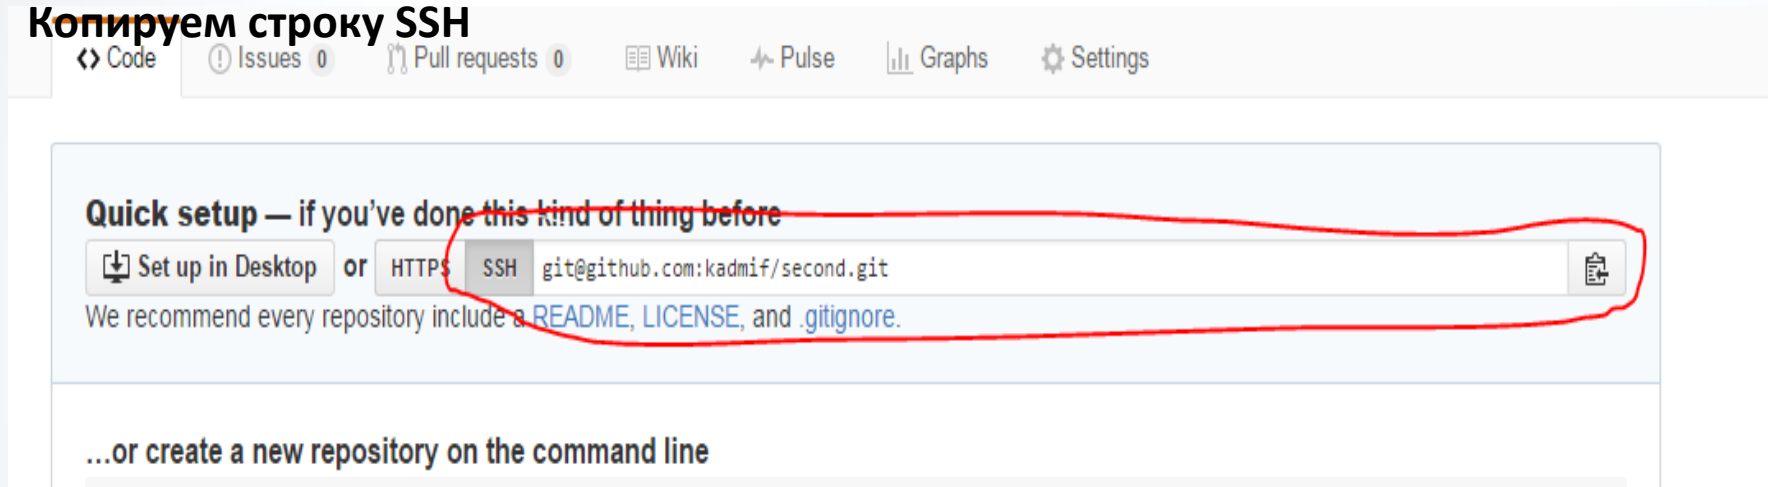 Копируем строку SSH
Code Issues 0 Pull requests 0 Wiki Pulse Graphs Settings
Quick setup — if you've done this kind of thing before
Set up in Desktop or HTTPS SSH git@github.com:kadmif/second.git
We recommend every repository include a README, LICENSE, and .gitignore.
…or create a new repository on the command line